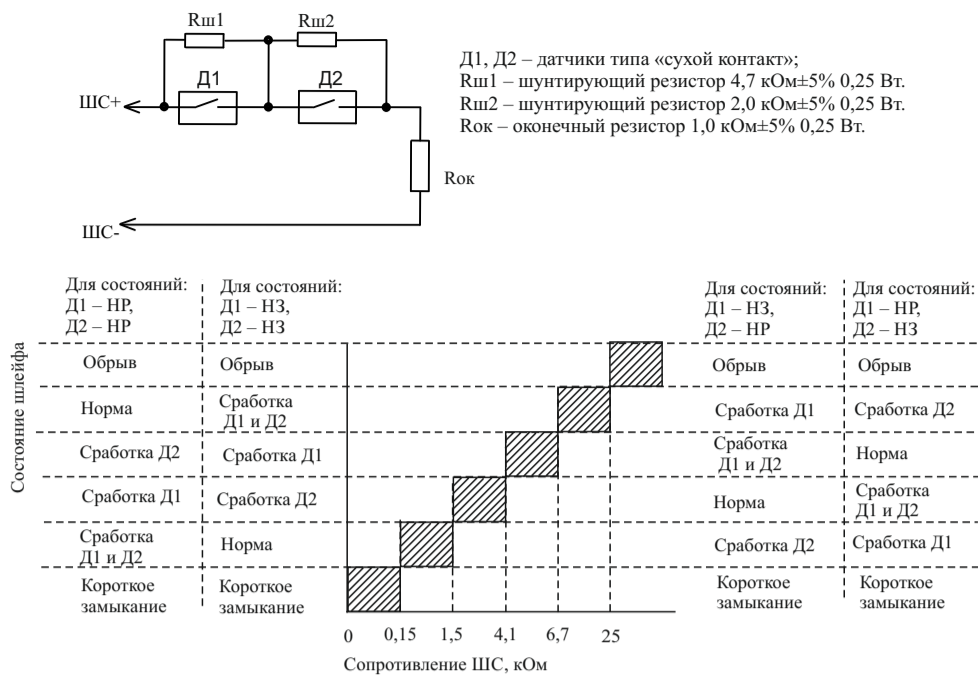 Rш1
Rш2
Д1
Д2
ШС+
Rок
ШС-
Д1, Д2 – датчики типа «сухой контакт»;
Rш1 – шунтирующий резистор 4,7 кОм±5% 0,25 Вт.
Rш2 – шунтирующий резистор 2,0 кОм±5% 0,25 Вт.
Rок – оконечный резистор 1,0 кОм±5% 0,25 Вт.
Состояние шлейфа
Для состояний:
Д1 – НР,
Д2 – НР
Обрыв
Норма
Сработка Д2
Сработка Д1
Сработка
Д1 и Д2
Короткое
замыкание
Для состояний:
Д1 – НЗ,
Д2 – НЗ
Обрыв
Сработка
Д1 и Д2
Сработка Д1
Сработка Д2
Норма
Короткое
замыкание
0
0,15
1,5
4,1
6,7
25
Сопротивление ШС, кОм
Для состояний:
Д1 – НЗ,
Д2 – НР
Обрыв
Сработка Д1
Сработка
Д1 и Д2
Норма
Сработка Д2
Короткое
замыкание
Для состояний:
Д1 – НР,
Д2 – НЗ
Обрыв
Сработка Д2
Норма
Сработка
Д1 и Д2
Сработка Д1
Короткое
замыкание